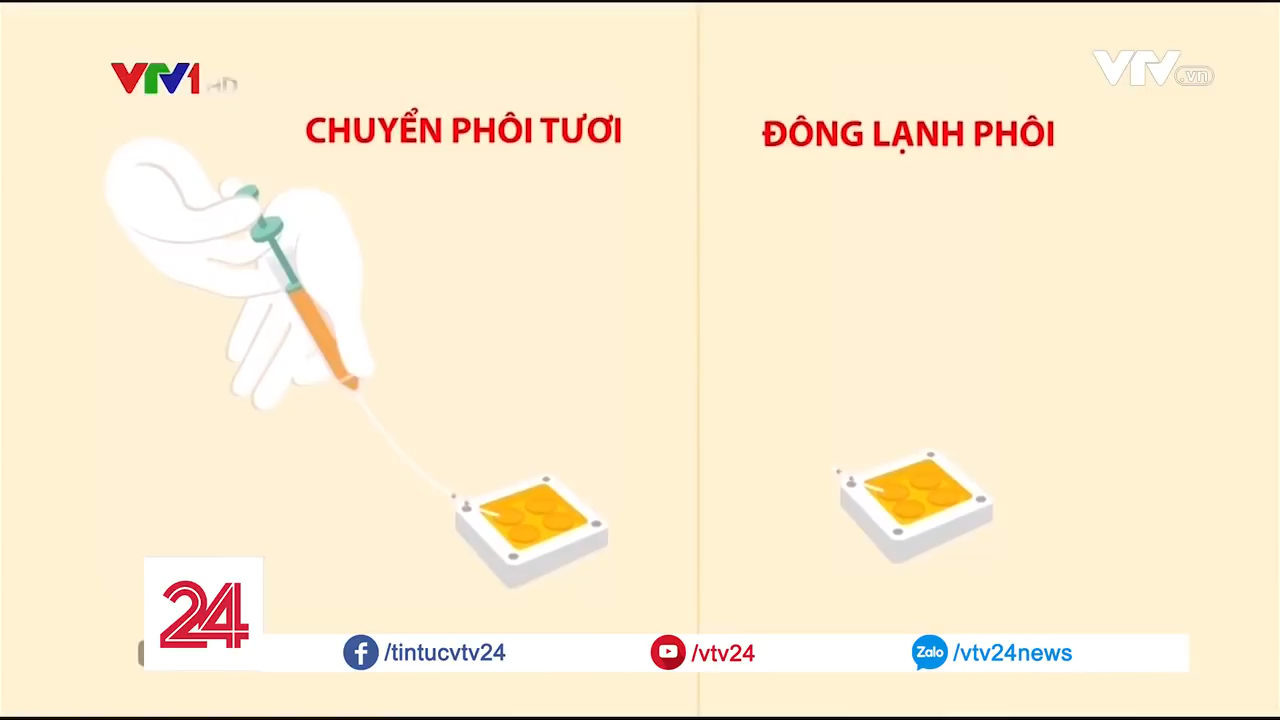 VTV1 HD
VTV.vn
CHUYỂN PHÔI TƯƠI
ĐÔNG LẠNH PHÔI
24
/tintucvtv24
/vtv24
Zalo /vtv24news